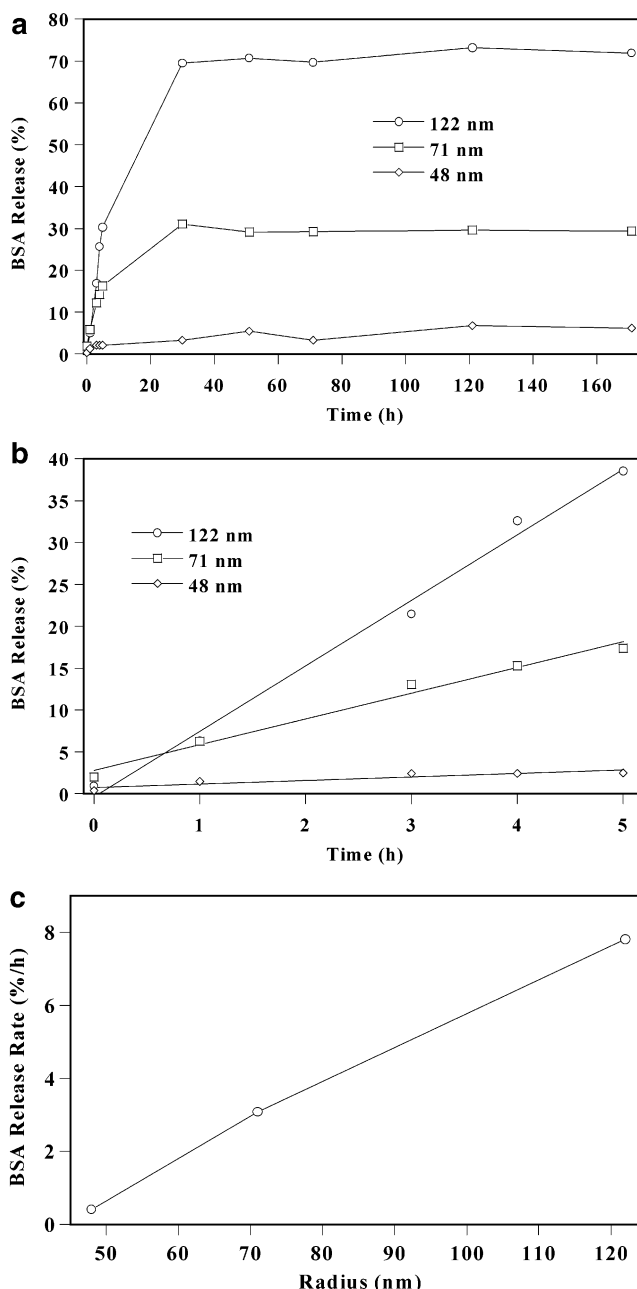 a
80
70
60
50
40
30
20
10
0
BSA Release (%)
122 nm
71 nm
48 nm
0 20 40 60 80 100 120 140 160
Time (h)
b
40
35
30
25
20
15
10
5
0
BSA Release (%)
122 nm
71 nm
48 nm
0 1 2 3 4 5
Time (h)
c
8
6
4
2
0
BSA Release Rate (%/h)
50 60 70 80 90 100 110 120
Radius (nm)